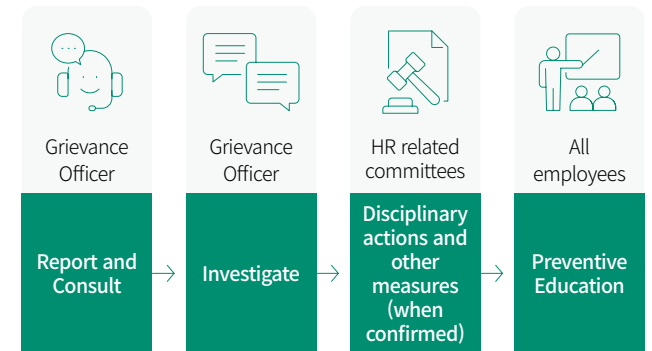 Grievance
Officer
Report and
Consult
Grievance
Officer
Investigate
HR related
committees
Disciplinary
actions and
other
measures
(when
confirmed)
All
employees
Preventive
Education